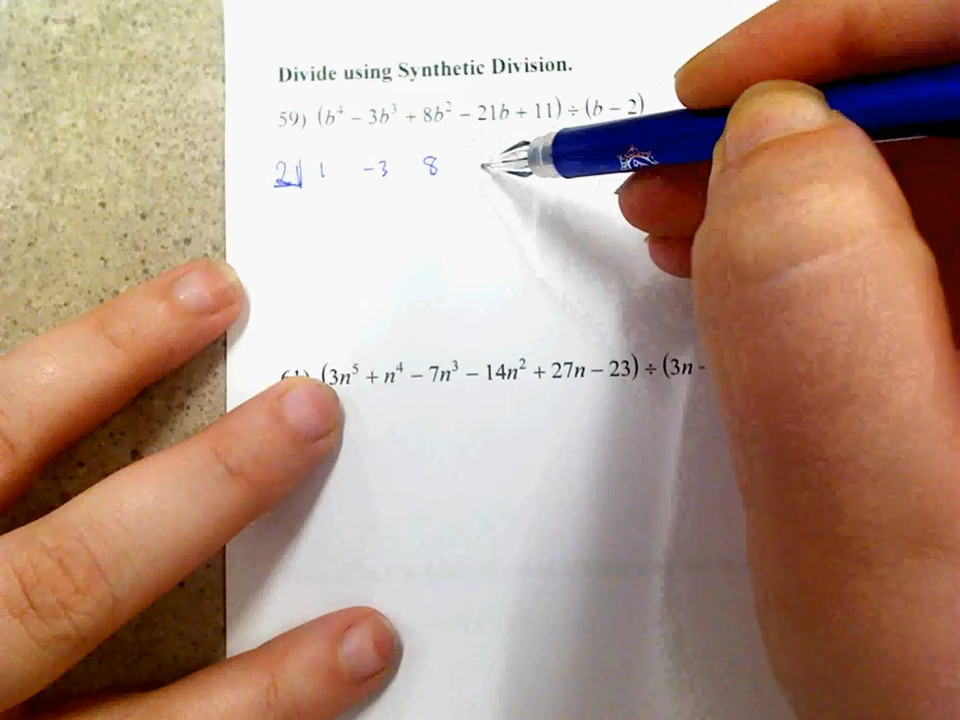 Divide using Synthetic Division.
59) (b⁴ − 3b³ + 8b² − 21b + 11) ÷ (b − 2)
2| 1 -3 8
(3n⁵ + n⁴ − 7n³ − 14n² + 27n − 23) ÷ (3n -